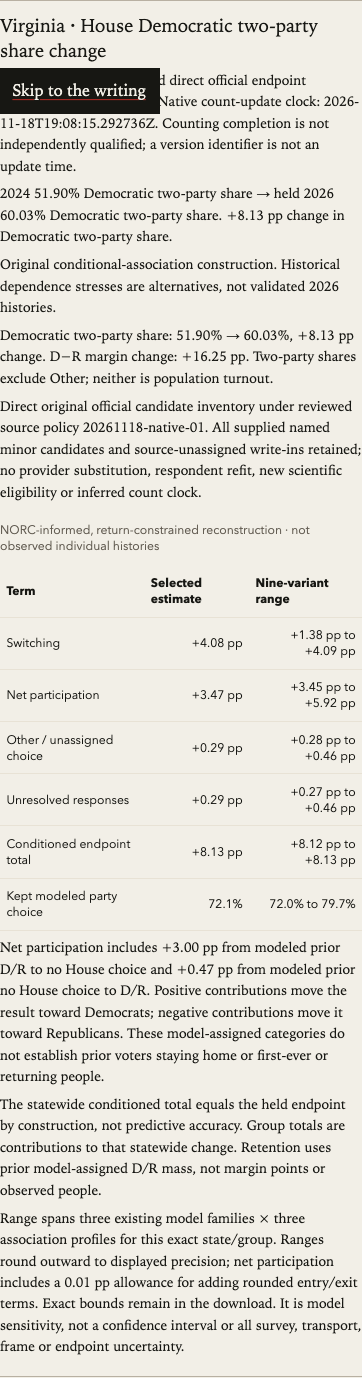 Virginia · House Democratic two-party
share change
Skip to the writing
d direct official endpoint
Native count-update clock: 2026-
11-18T19:08:15.292736Z. Counting completion is not
independently qualified; a version identifier is not an
update time.
2024 51.90% Democratic two-party share → held 2026
60.03% Democratic two-party share. +8.13 pp change in
Democratic two-party share.
Original conditional-association construction. Historical
dependence stresses are alternatives, not validated 2026
histories.
Democratic two-party share: 51.90% → 60.03%, +8.13 pp
change. D−R margin change: +16.25 pp. Two-party shares
exclude Other; neither is population turnout.
Direct original official candidate inventory under reviewed
source policy 20261118-native-01. All supplied named
minor candidates and source-unassigned write-ins retained;
no provider substitution, respondent refit, new scientific
eligibility or inferred count clock.
NORC-informed, return-constrained reconstruction · not
observed individual histories
Term Selected estimate Nine-variant range
Switching +4.08 pp +1.38 pp to +4.09 pp
Net participation +3.47 pp +3.45 pp to +5.92 pp
Other / unassigned choice +0.29 pp +0.28 pp to +0.46 pp
Unresolved responses +0.29 pp +0.27 pp to +0.46 pp
Conditioned endpoint total +8.13 pp +8.12 pp to +8.13 pp
Kept modeled party choice 72.1% 72.0% to 79.7%
Net participation includes +3.00 pp from modeled prior
D/R to no House choice and +0.47 pp from modeled prior
no House choice to D/R. Positive contributions move the
result toward Democrats; negative contributions move it
toward Republicans. These model-assigned categories do
not establish prior voters staying home or first-ever or
returning people.
The statewide conditioned total equals the held endpoint
by construction, not predictive accuracy. Group totals are
contributions to that statewide change. Retention uses
prior model-assigned D/R mass, not margin points or
observed people.
Range spans three existing model families × three
association profiles for this exact state/group. Ranges
round outward to displayed precision; net participation
includes a 0.01 pp allowance for adding rounded entry/exit
terms. Exact bounds remain in the download. It is model
sensitivity, not a confidence interval or all survey, transport,
frame or endpoint uncertainty.